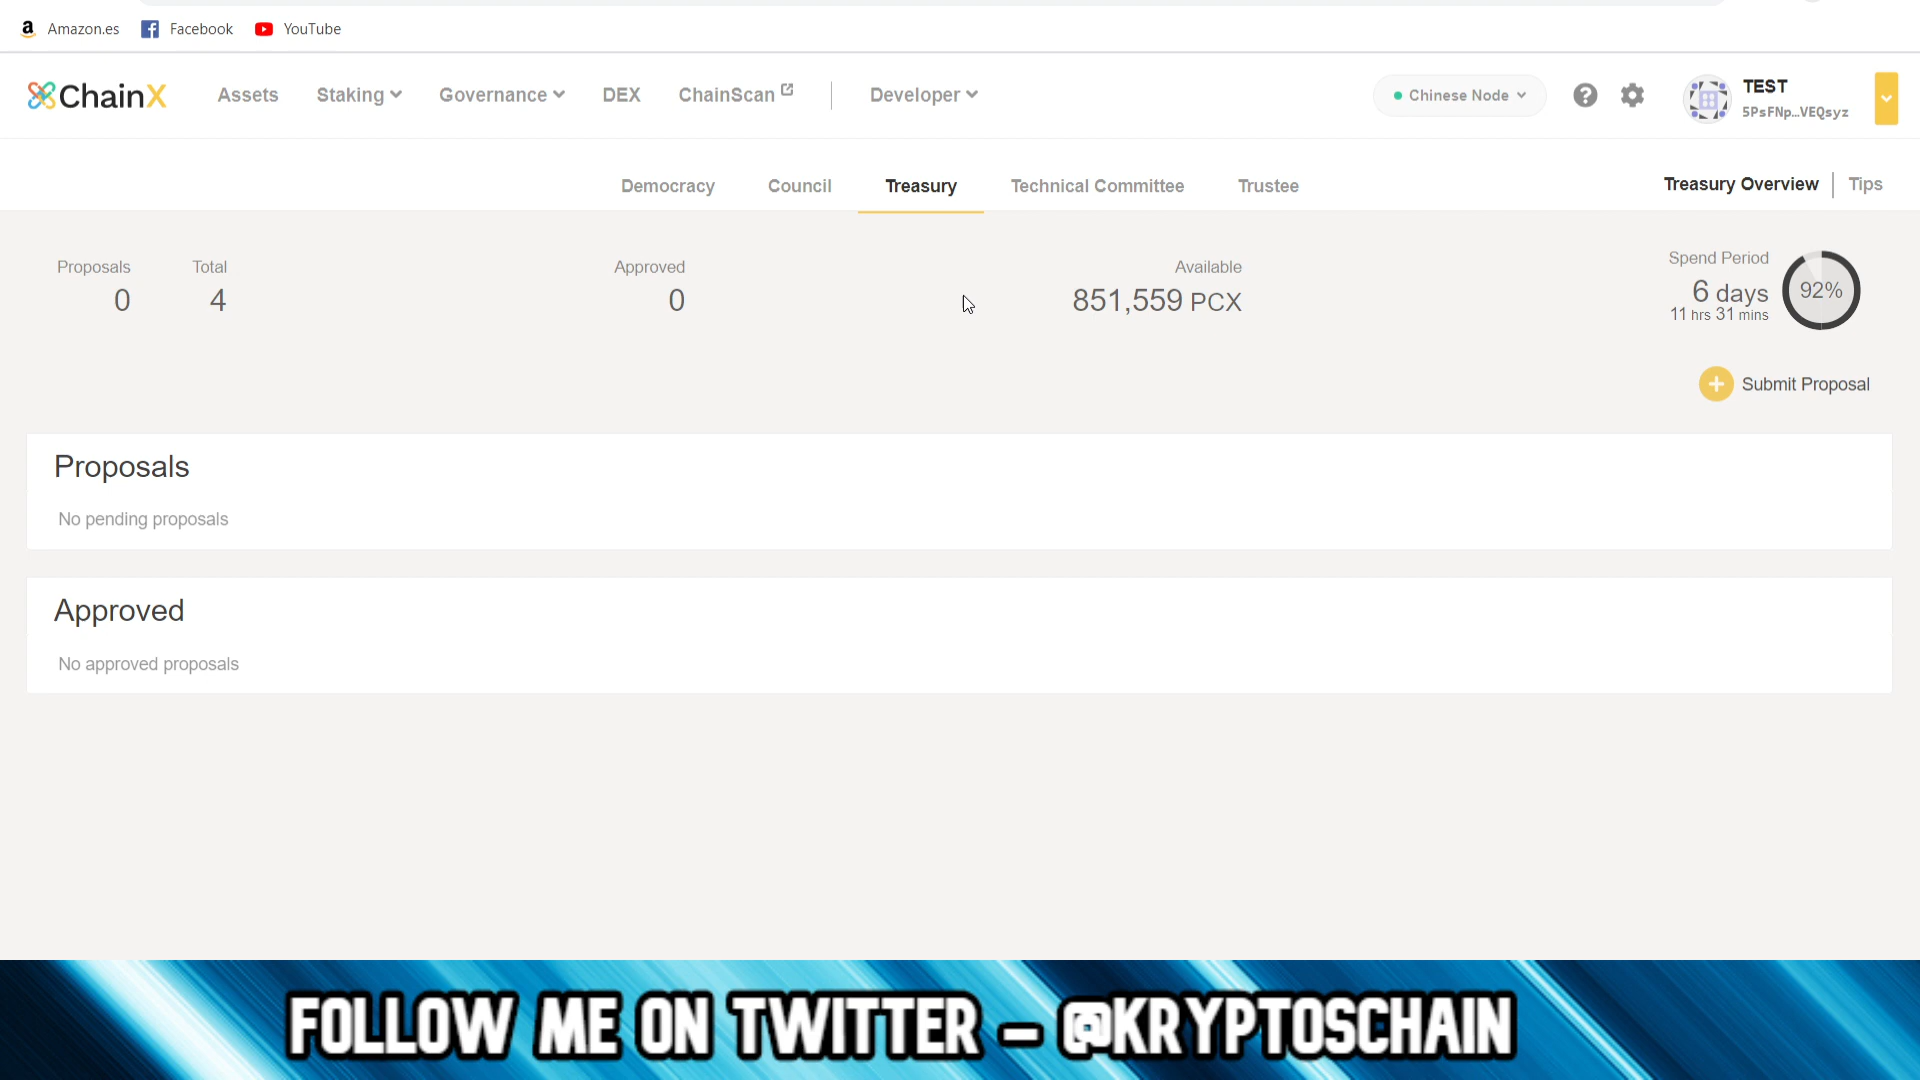 Amazon.es Facebook YouTube
ChainX Assets Staking Governance DEX ChainScan Developer Chinese Node TEST
5PsFNp...VEQsyz
Democracy Council Treasury Technical Committee Trustee Treasury Overview Tips
Proposals Total Approved Available Spend Period
0 4 0 851,559 PCX 6 days 92%
11 hrs 31 mins
Submit Proposal
Proposals
No pending proposals
Approved
No approved proposals
FOLLOW ME ON TWITTER – @KRYPTOSCHAIN